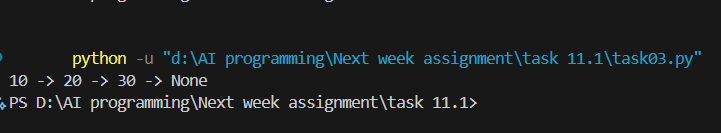 python -u "d:\AI programming\Next week assignment\task 11.1\task03.py"
10 -> 20 -> 30 -> None
PS D:\AI programming\Next week assignment\task 11.1>